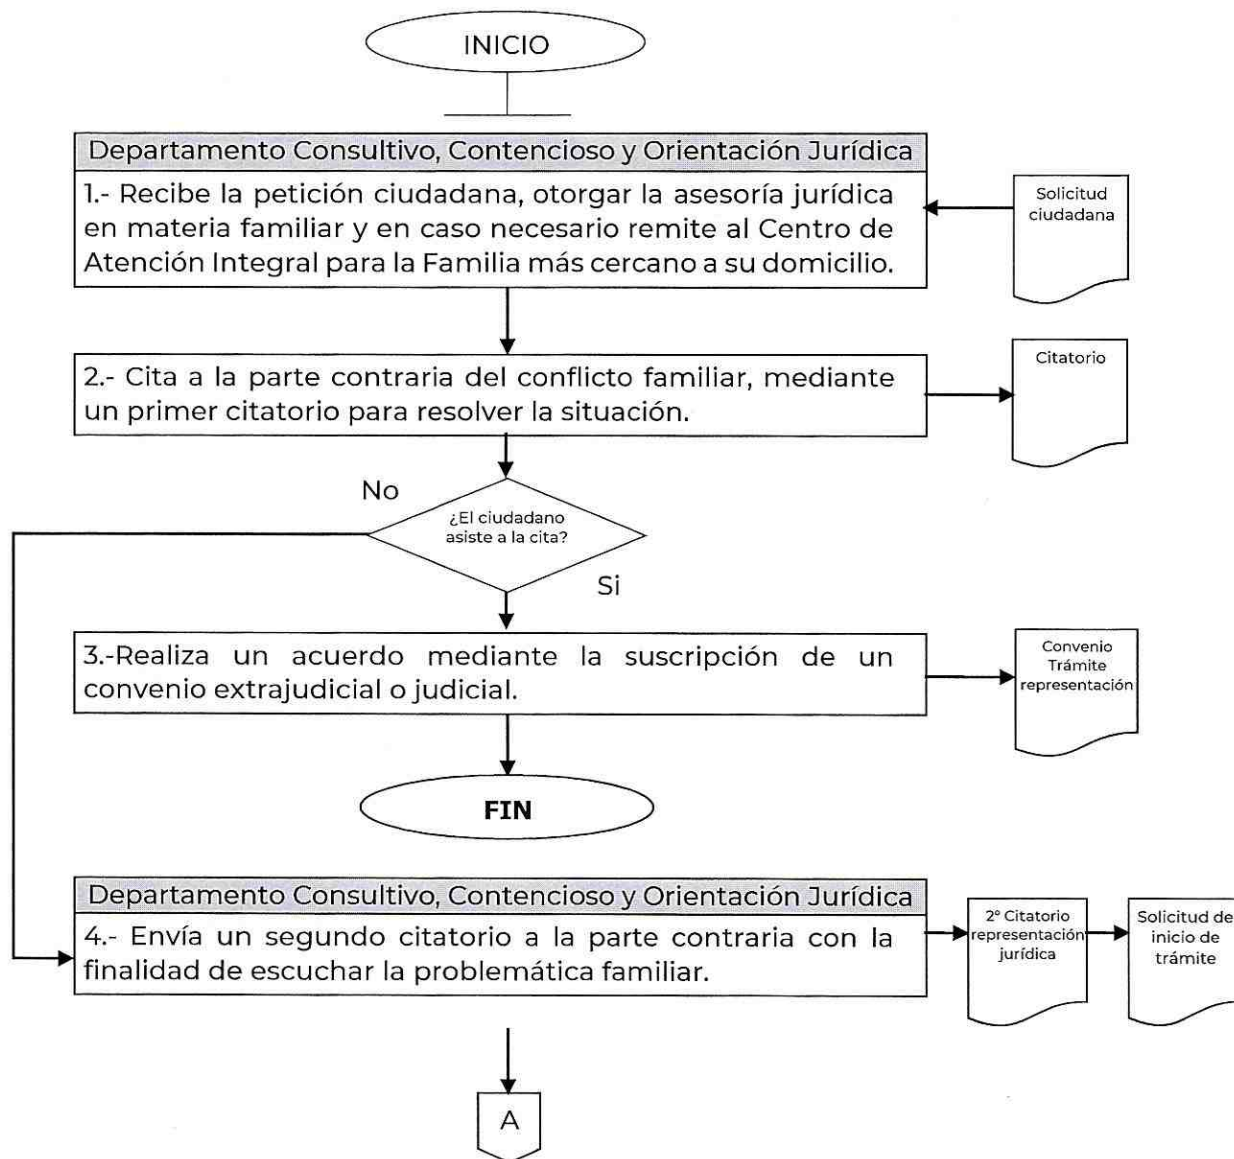 INICIO
Departamento Consultivo, Contencioso y Orientación Jurídica
1.- Recibe la petición ciudadana, otorgar la asesoría jurídica
en materia familiar y en caso necesario remite al Centro de
Atención Integral para la Familia más cercano a su domicilio.
Solicitud
ciudadana
2.- Cita a la parte contraria del conflicto familiar, mediante
un primer citatorio para resolver la situación.
Citatorio
No
¿El ciudadano
asiste a la cita?
Si
3.-Realiza un acuerdo mediante la suscripción de un
convenio extrajudicial o judicial.
Convenio
Trámite
representación
FIN
Departamento Consultivo, Contencioso y Orientación Jurídica
4.- Envía un segundo citatorio a la parte contraria con la
finalidad de escuchar la problemática familiar.
2° Citatorio
representación
jurídica
Solicitud de
inicio de
trámite
A